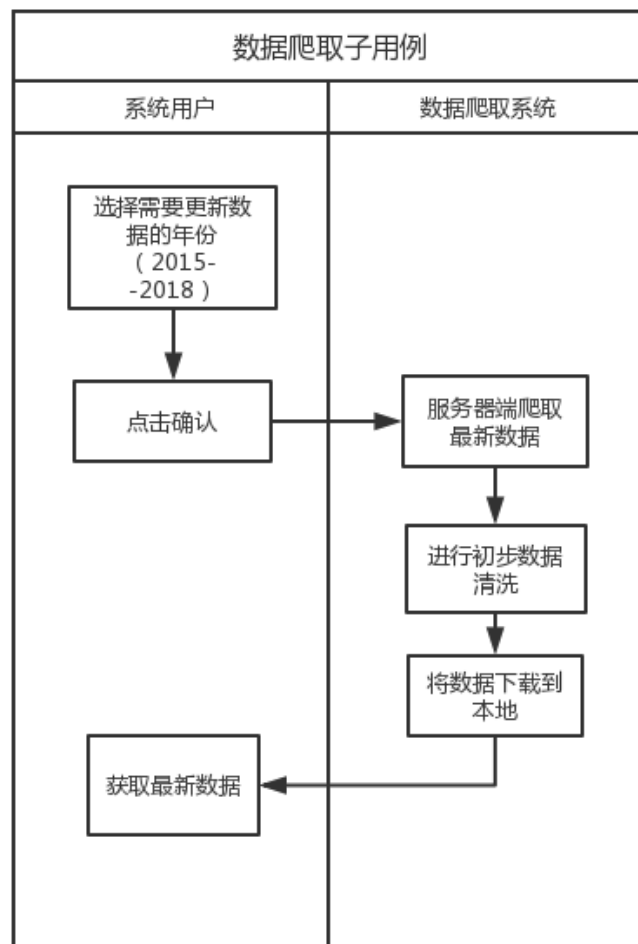 数据爬取子用例
系统用户
数据爬取系统
选择需要更新数
据的年份
（2015-
-2018）
点击确认
服务器端爬取
最新数据
进行初步数据
清洗
将数据下载到
本地
获取最新数据